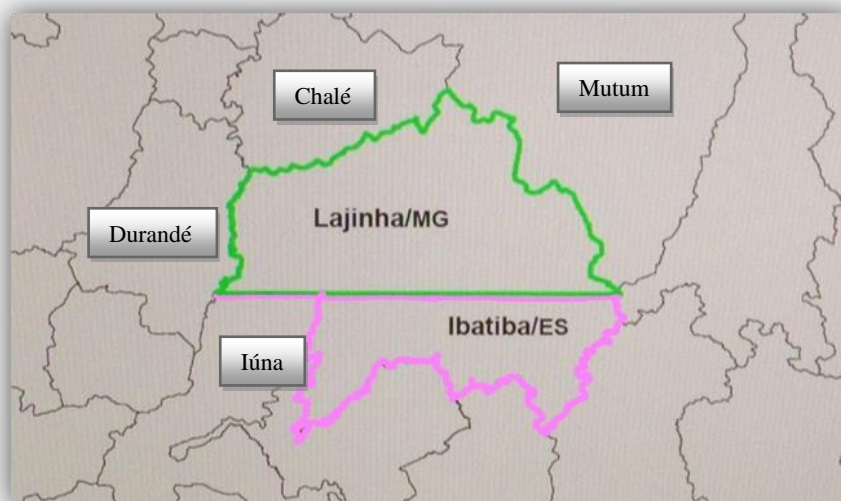 Chalé
Mutum
Lajinha/MG
Durandé
Ibatiba/ES
Iúna